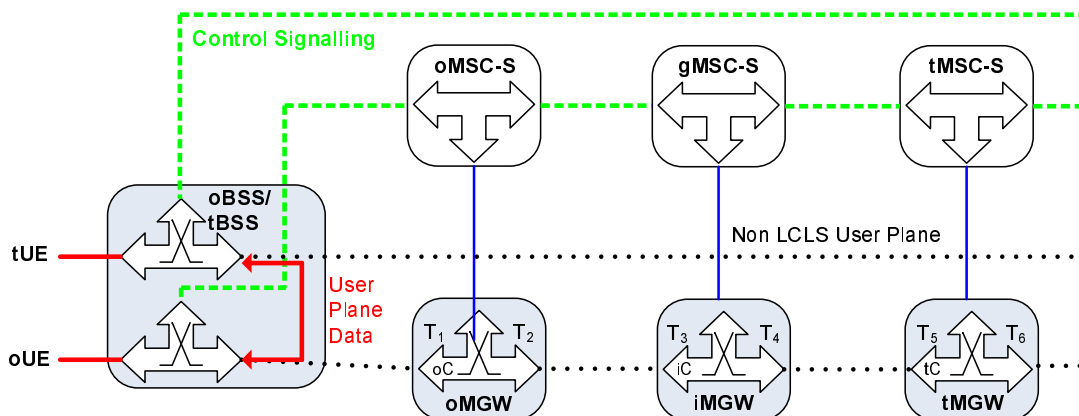 Control Signalling
oMSC-S
gMSC-S
tMSC-S
oBSS/
tBSS
tUE
Non LCLS User Plane
User
Plane
Data
oUE
T1
T2
oC
oMGW
T3
T4
iC
iMGW
T5
T6
tC
tMGW